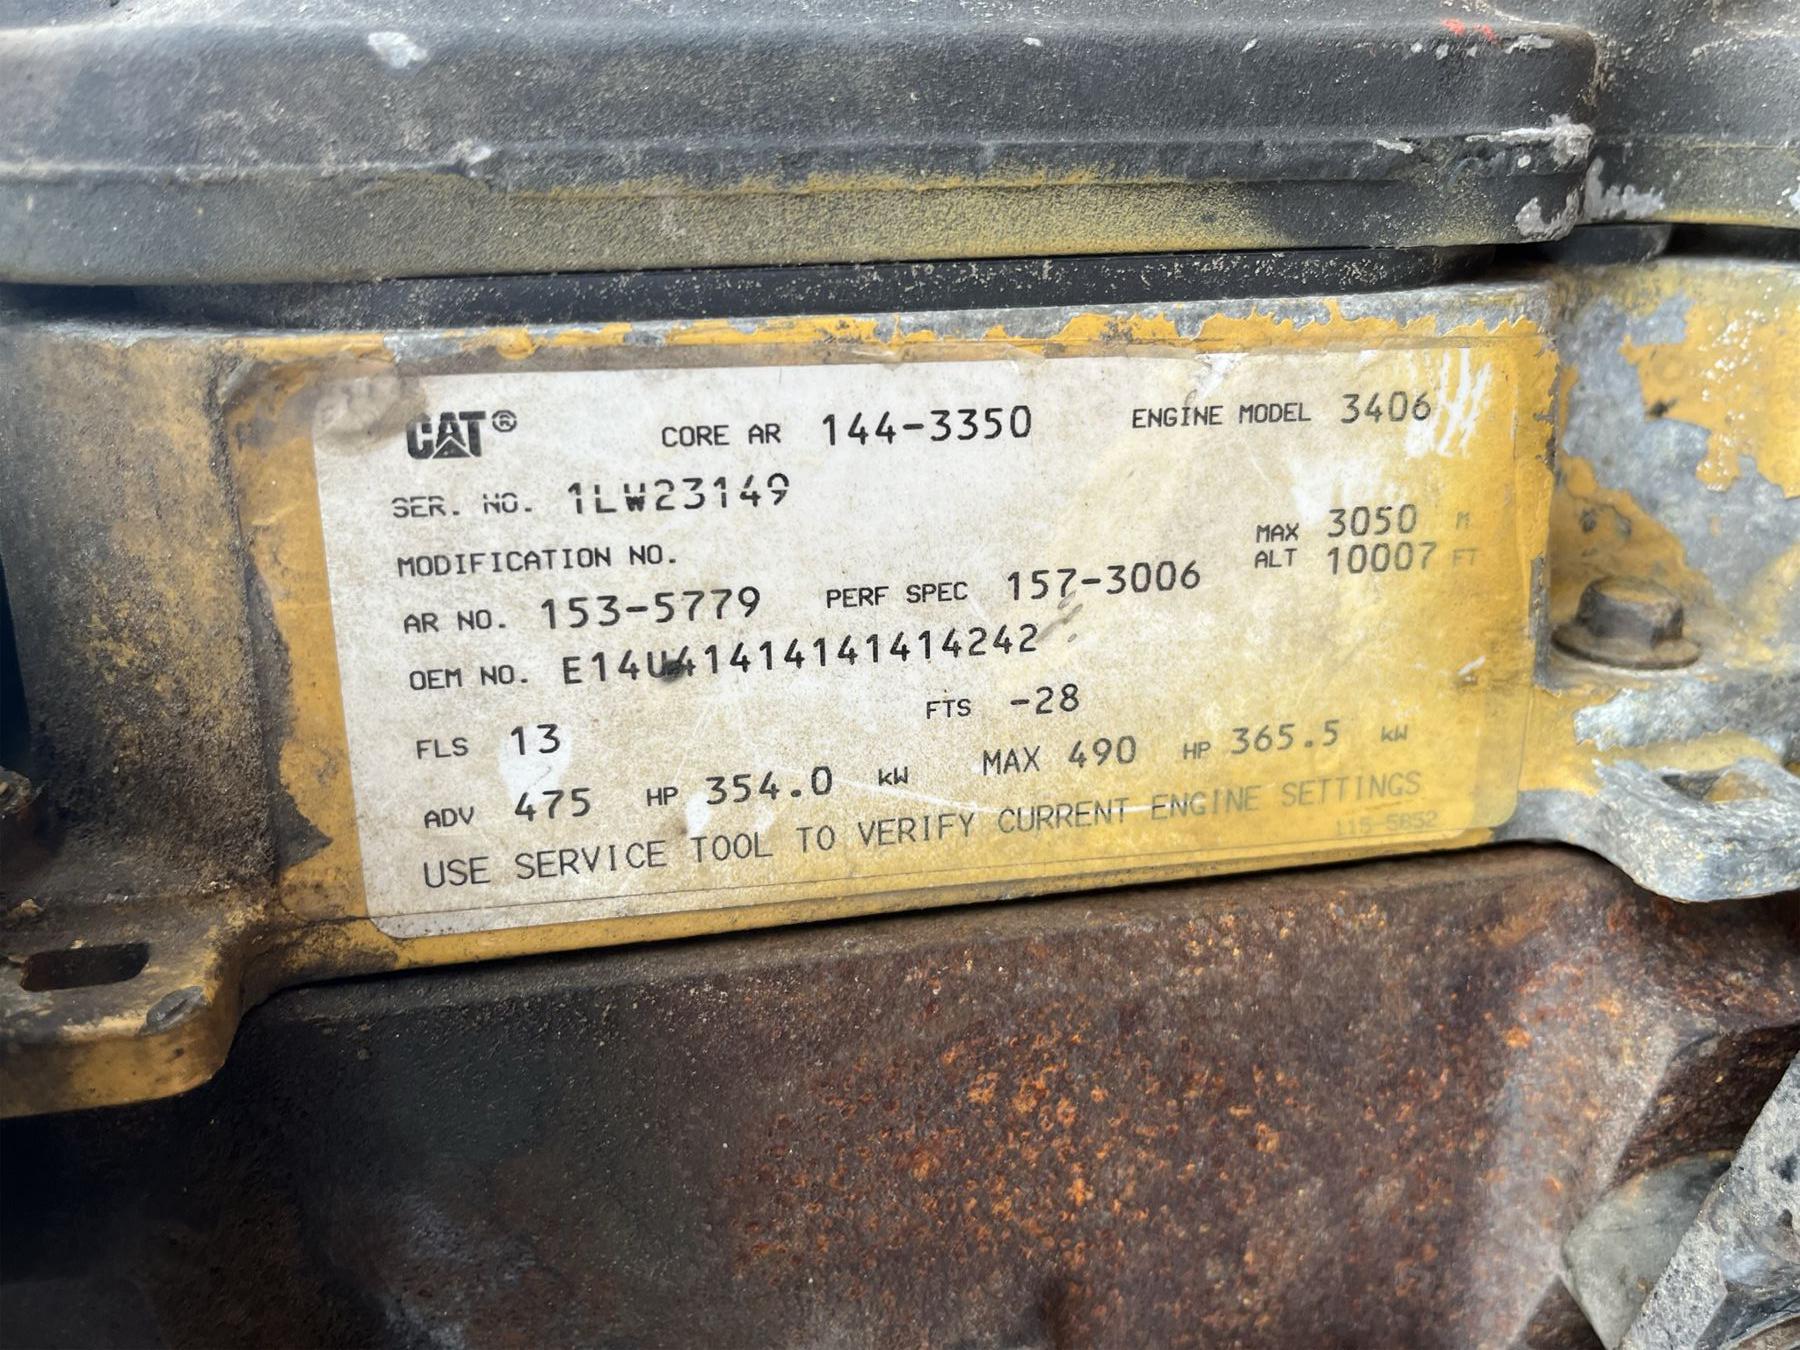 CAT® CORE AR 144-3350 ENGINE MODEL 3406
SER. NO. 1LW23149
MODIFICATION NO. MAX 3050 M
ALT 10007 FT
AR NO. 153-5779 PERF SPEC 157-3006
OEM NO. E14U41414141414242
FLS 13 FTS -28
ADV 475 HP 354.0 kW MAX 490 HP 365.5 kW
USE SERVICE TOOL TO VERIFY CURRENT ENGINE SETTINGS
115-5852